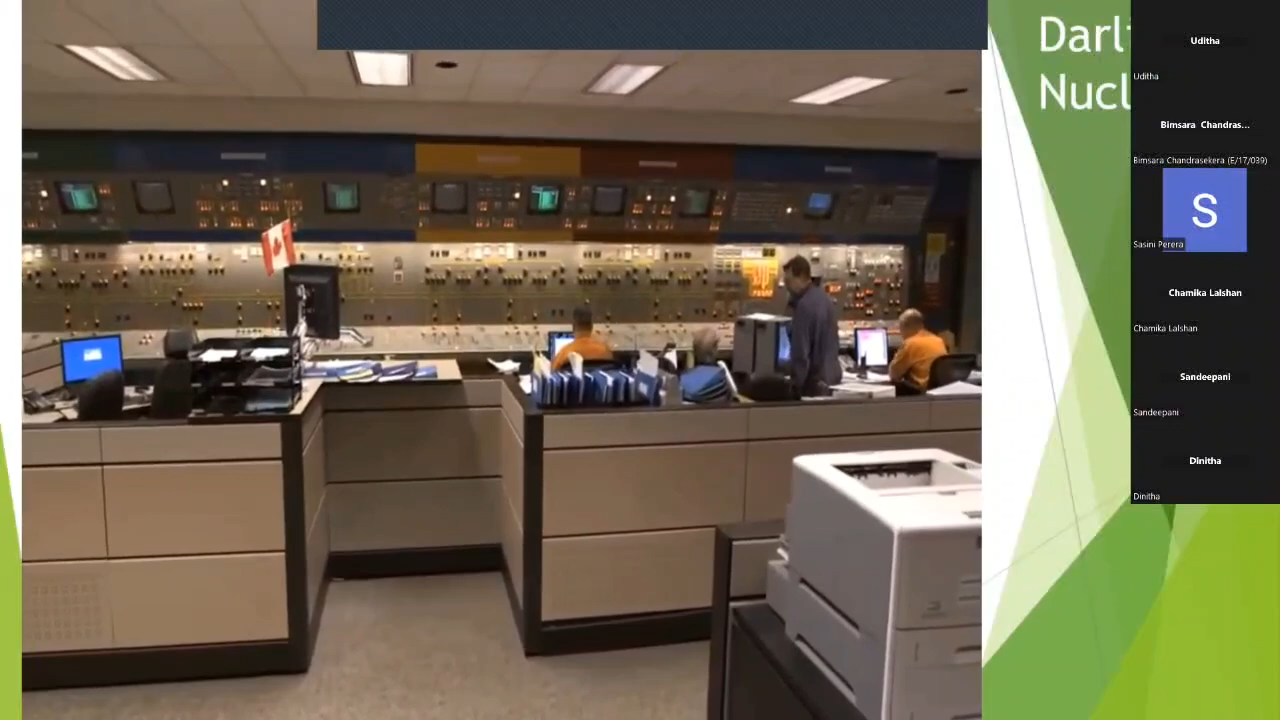 Darli
Nucl
Uditha
Uditha
Bimsara Chandras...
Bimsara Chandrasekera (E/17/039)
S
Sasini Perera
Chamika Lalshan
Chamika Lalshan
Sandeepani
Sandeepani
Dinitha
Dinitha